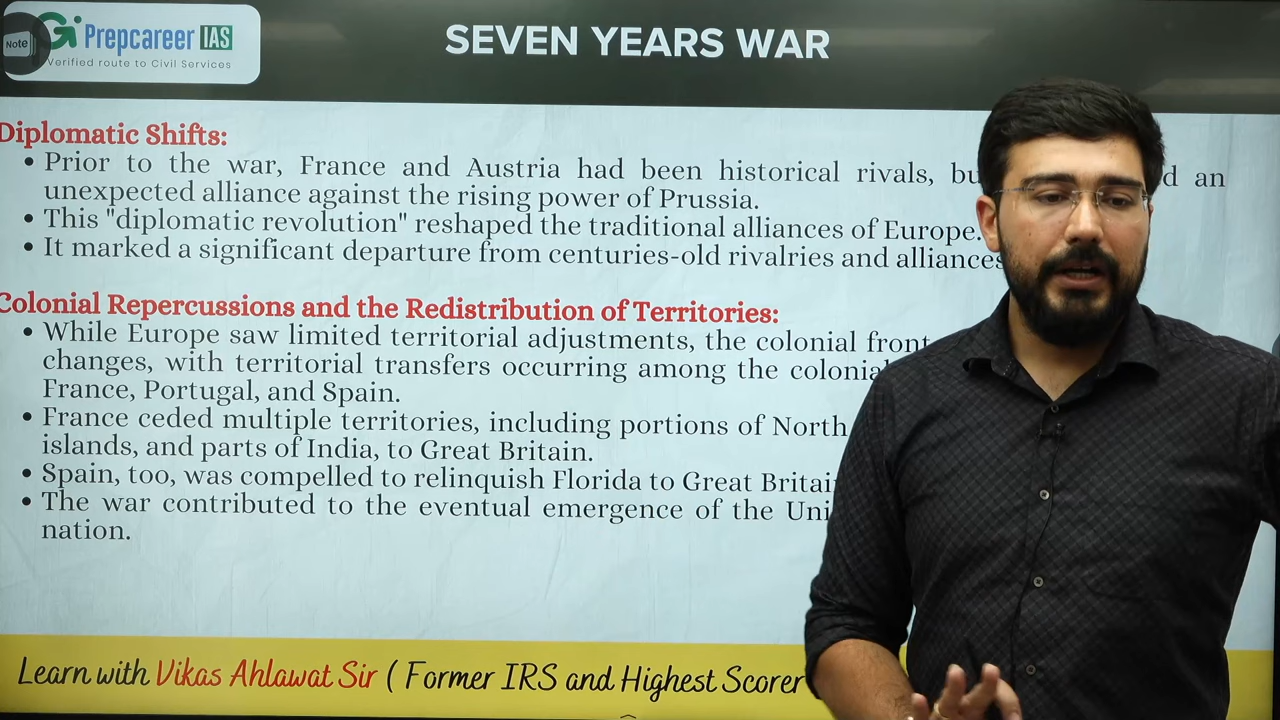 Note
Gi Prepcareer IAS
Verified route to Civil Services
SEVEN YEARS WAR
Diplomatic Shifts:
• Prior to the war, France and Austria had been historical rivals, bu d an
unexpected alliance against the rising power of Prussia.
• This "diplomatic revolution" reshaped the traditional alliances of Europe.
• It marked a significant departure from centuries-old rivalries and alliances
Colonial Repercussions and the Redistribution of Territories:
• While Europe saw limited territorial adjustments, the colonial front
changes, with territorial transfers occurring among the colonial
France, Portugal, and Spain.
• France ceded multiple territories, including portions of North
islands, and parts of India, to Great Britain.
• Spain, too, was compelled to relinquish Florida to Great Britai
• The war contributed to the eventual emergence of the Uni
nation.
Learn with Vikas Ahlawat Sir ( Former IRS and Highest Scorer